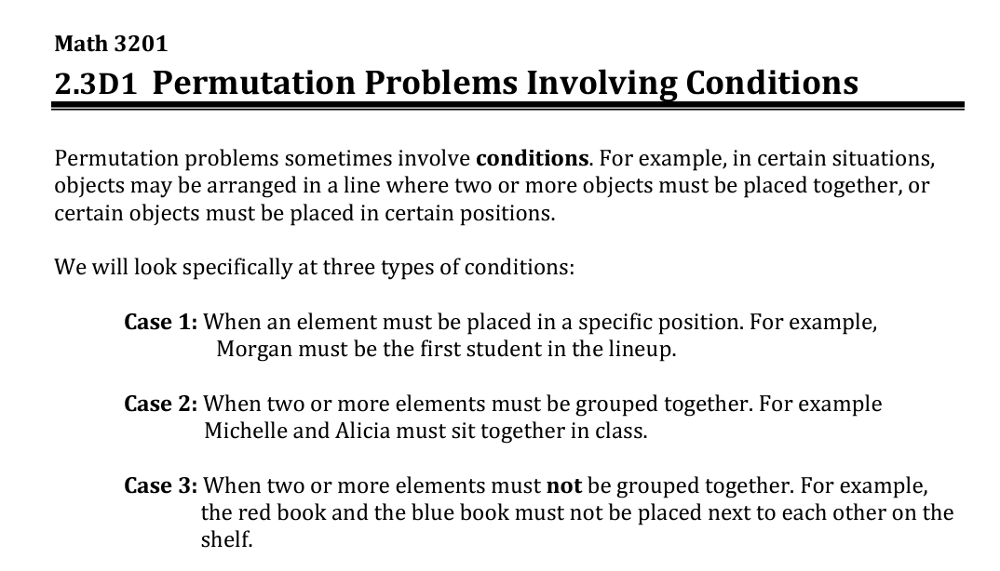 Math 3201
2.3D1 Permutation Problems Involving Conditions
Permutation problems sometimes involve conditions. For example, in certain situations,
objects may be arranged in a line where two or more objects must be placed together, or
certain objects must be placed in certain positions.
We will look specifically at three types of conditions:
Case 1: When an element must be placed in a specific position. For example,
Morgan must be the first student in the lineup.
Case 2: When two or more elements must be grouped together. For example
Michelle and Alicia must sit together in class.
Case 3: When two or more elements must not be grouped together. For example,
the red book and the blue book must not be placed next to each other on the
shelf.